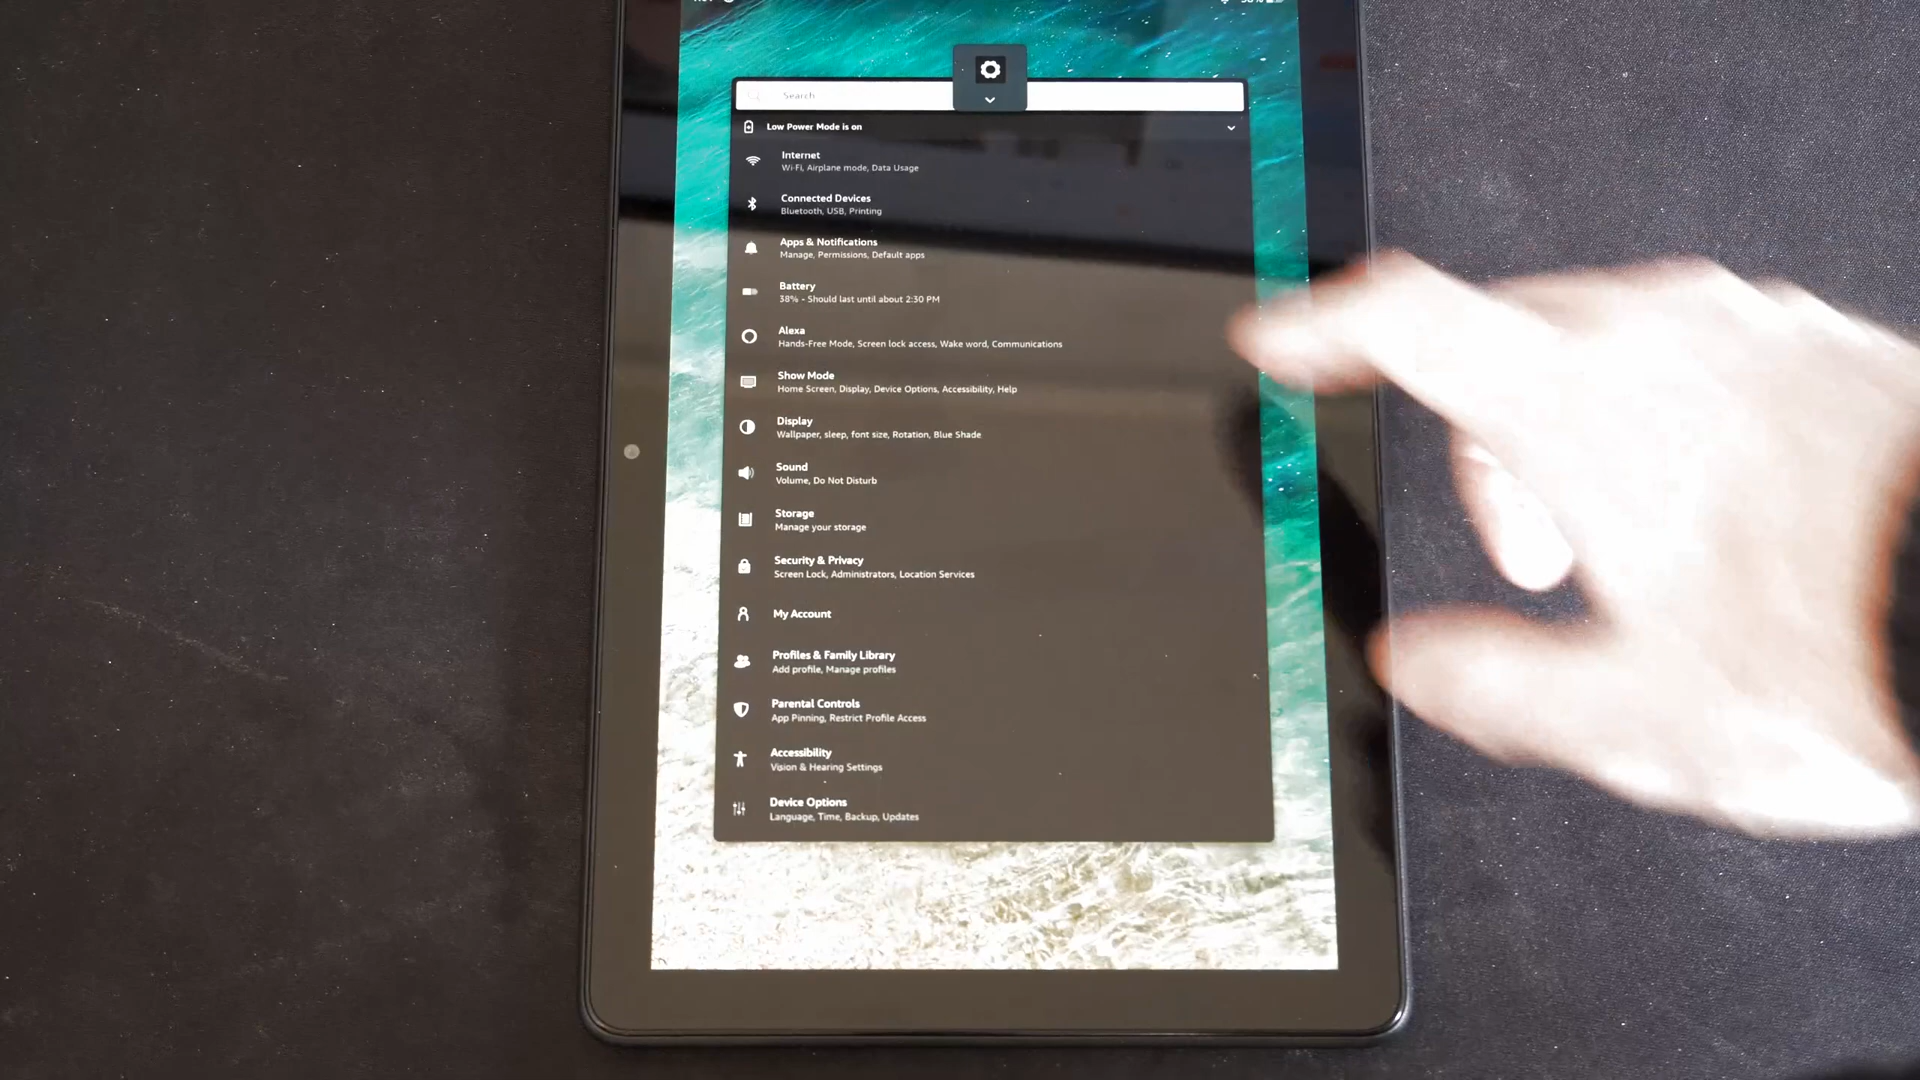 Search
Low Power Mode is on
Internet
Wi-Fi, Airplane mode, Data Usage
Connected Devices
Bluetooth, USB, Printing
Apps & Notifications
Manage, Permissions, Default apps
Battery
38% - Should last until about 2:30 PM
Alexa
Hands-Free Mode, Screen lock access, Wake word, Communications
Show Mode
Home Screen, Display, Device Options, Accessibility, Help
Display
Wallpaper, sleep, font size, Rotation, Blue Shade
Sound
Volume, Do Not Disturb
Storage
Manage your storage
Security & Privacy
Screen Lock, Administrators, Location Services
My Account
Profiles & Family Library
Add profile, Manage profiles
Parental Controls
App Pinning, Restrict Profile Access
Accessibility
Vision & Hearing Settings
Device Options
Language, Time, Backup, Updates